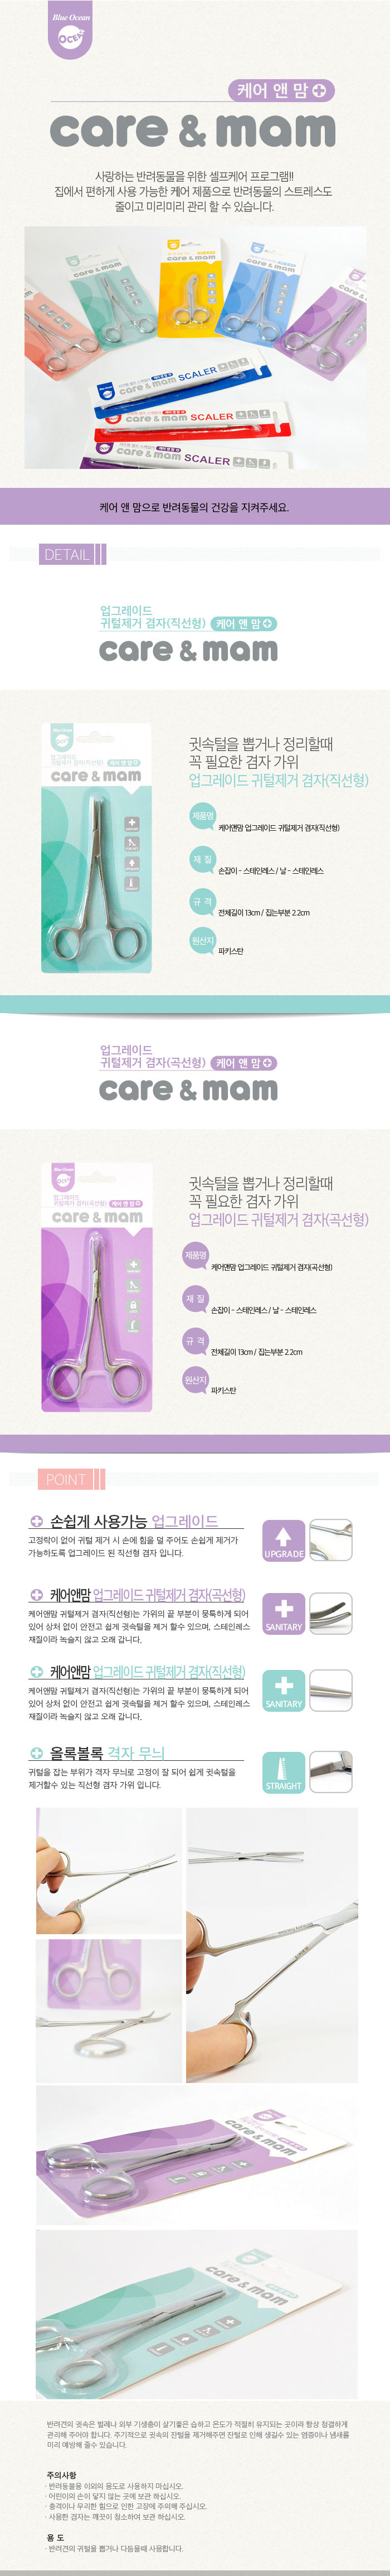 Blue Ocean
OCEAN
케어 앤 맘
care & mam
사랑하는 반려동물을 위한 셀프케어 프로그램!!
집에서 편하게 사용 가능한 케어 제품으로 반려동물의 스트레스도
줄이고 미리미리 관리 할 수 있습니다.
care & mam
care & mam
care & mam
SCALER
SCALER
care & mam SCALER
케어 앤 맘으로 반려동물의 건강을 지켜주세요.
DETAIL
업그레이드
귀털제거 겸자(직선형) 케어 앤 맘
care & mam
Blue Ocean
업그레이드
귀털제거 겸자(직선형) 케어 앤 맘
care & mam
귓속털을 뽑거나 정리할때
꼭 필요한 겸자 가위
업그레이드 귀털제거 겸자(직선형)
제품명
케어앤맘 업그레이드 귀털제거 겸자(직선형)
재 질
손잡이 - 스테인레스 / 날 - 스테인레스
규 격
전체길이 13cm / 집는부분 2.2cm
원산지
파키스탄
업그레이드
귀털제거 겸자(곡선형) 케어 앤 맘
care & mam
Blue Ocean
업그레이드
귀털제거 겸자(곡선형) 케어 앤 맘
care & mam
귓속털을 뽑거나 정리할때
꼭 필요한 겸자 가위
업그레이드 귀털제거 겸자(곡선형)
제품명
케어앤맘 업그레이드 귀털제거 겸자(곡선형)
재 질
손잡이 - 스테인레스 / 날 - 스테인레스
규 격
전체길이 13cm / 집는부분 2.2cm
원산지
파키스탄
POINT
손쉽게 사용가능 업그레이드
고정락이 없어 귀털 제거 시 손에 힘을 덜 주어도 손쉽게 제거가
가능하도록 업그레이드 된 직선형 겸자 입니다.
UPGRADE
케어앤맘 업그레이드 귀털제거 겸자(곡선형)
케어앤맘 귀털제거 겸자(직선형)는 가위의 끝 부분이 뭉툭하게 되어
있어 상처 없이 안전고 쉽게 귓속털을 제거 할수 있으며, 스테인레스
재질이라 녹슬지 않고 오래 갑니다.
SANITARY
케어앤맘 업그레이드 귀털제거 겸자(직선형)
케어앤맘 귀털제거 겸자(직선형)는 가위의 끝 부분이 뭉툭하게 되어
있어 상처 없이 안전고 쉽게 귓속털을 제거 할수 있으며, 스테인레스
재질이라 녹슬지 않고 오래 갑니다.
SANITARY
올록볼록 격자 무늬
귀털을 잡는 부위가 격자 무늬로 고정이 잘 되어 쉽게 귓속털을
제거할수 있는 직선형 겸자 가위 입니다.
STRAIGHT
care & mam
care & mam
반려견의 귓속은 벌레나 외부 기생충이 살기좋은 습하고 온도가 적절히 유지되는 곳이라 항상 청결하게
관리해 주어야 합니다. 주기적으로 귓속의 잔털을 제거해주면 잔털로 인해 생길수 있는 염증이나 냄새를
미리 예방해 줄수 있습니다.
주의사항
· 반려동물용 이외의 용도로 사용하지 마십시오.
· 어린이의 손이 닿지 않는 곳에 보관 하십시오.
· 충격이나 무리한 힘으로 인한 고장에 주의해 주십시오.
· 사용한 겸자는 깨끗이 청소하여 보관 하십시오.
용 도
· 반려견의 귀털을 뽑거나 다듬을때 사용합니다.